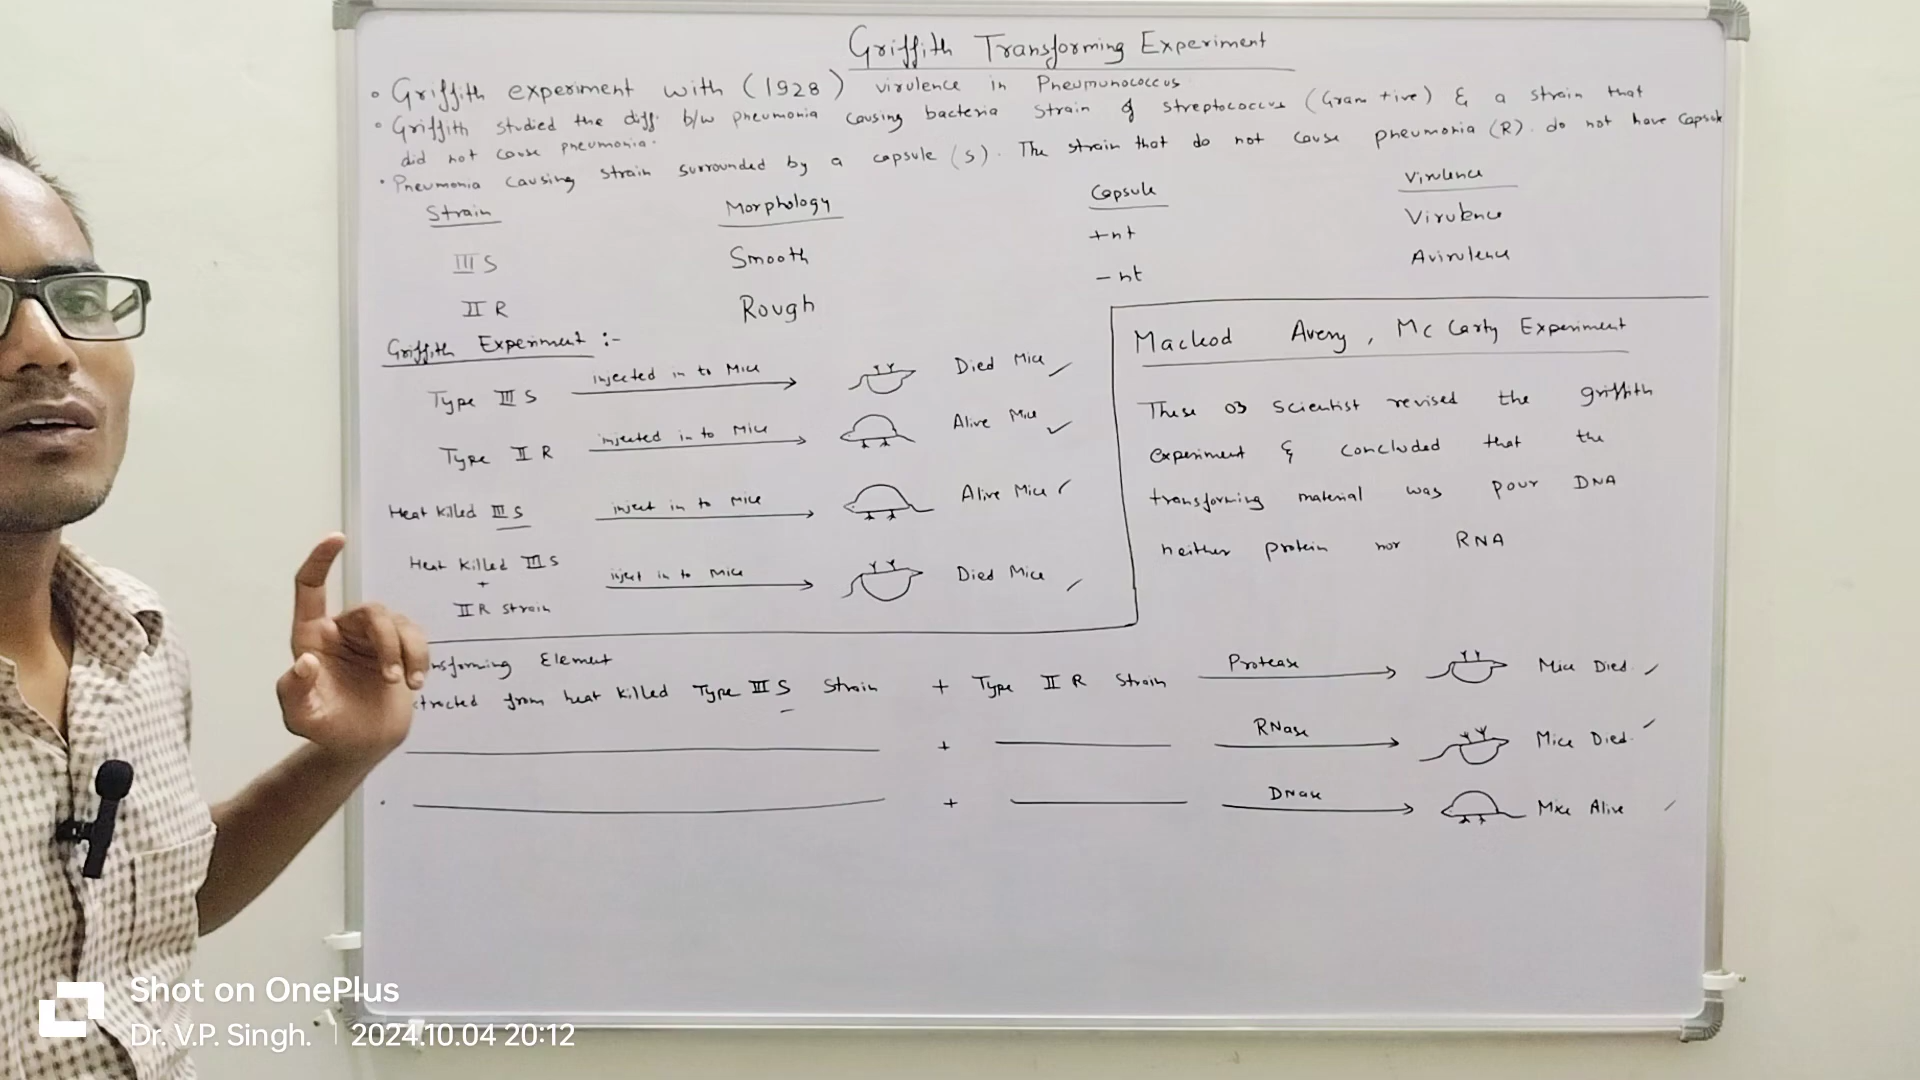 Griffith Transforming Experiment
• Griffith experiment with (1928) virulence in Pneumunococcus
• Griffith studied the diff. b/w pneumonia causing bacteria strain of streptococcus (Gram +ive) & a strain that
did not cause pneumonia.
• Pneumonia causing strain surrounded by a capsule (S). The strain that do not cause pneumonia (R). do not have capsule
Strain Morphology Capsule Virulence
III S Smooth +nt Virulence
II R Rough -nt Avirulence
Griffith Experiment :-
Type III S injected in to Mice Died Mice
Type II R injected in to Mice Alive Mice
Heat Killed III S inject in to Mice Alive Mice
Heat Killed III S
+
II R strain inject in to Mice Died Mice
Macleod Avery, Mc Carty Experiment
These 03 Scientist revised the griffith
experiment & concluded that the
transforming material was pour DNA
neither protein nor RNA
nsforming Element
tracted from heat killed Type III S Strain + Type II R Strain Protease Mice Died.
+ RNase Mice Died.
• + DNase Mice Alive
Shot on OnePlus
Dr. V.P. Singh. | 2024.10.04 20:12